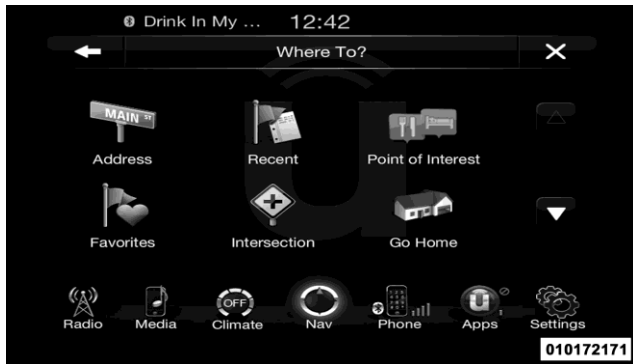 Drink In My ... 12:42
Where To?
MAIN ST
Address Recent Point of Interest
Favorites Intersection Go Home
OFF
Radio Media Climate Nav Phone Apps Settings
010172171